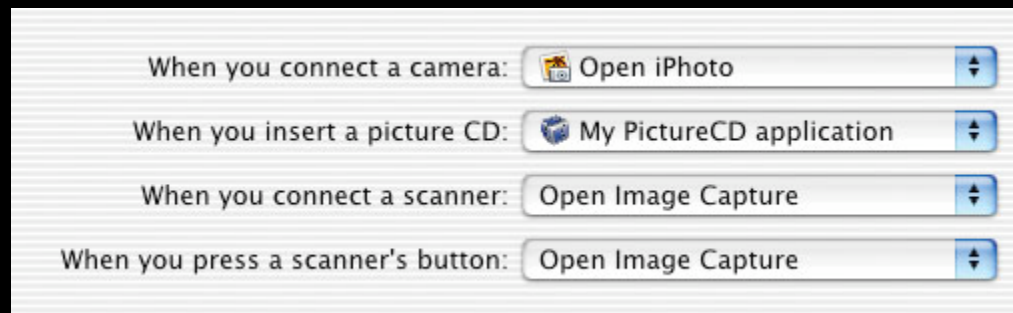 When you connect a camera: Open iPhoto
When you insert a picture CD: My PictureCD application
When you connect a scanner: Open Image Capture
When you press a scanner's button: Open Image Capture